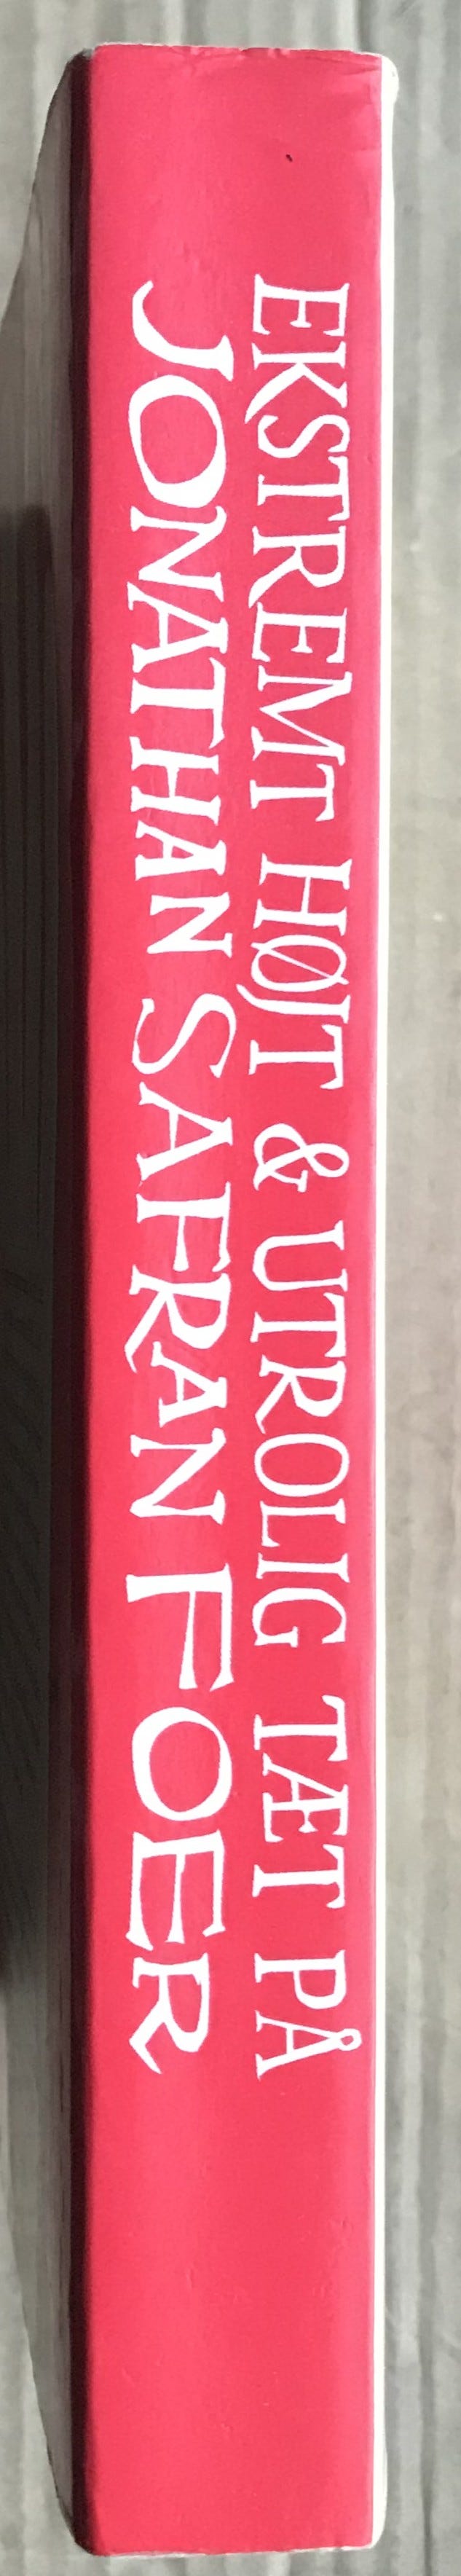 EKSTREMT HØJT & UTROLIG TÆT PÅ
JONATHAN SAFRAN FOER